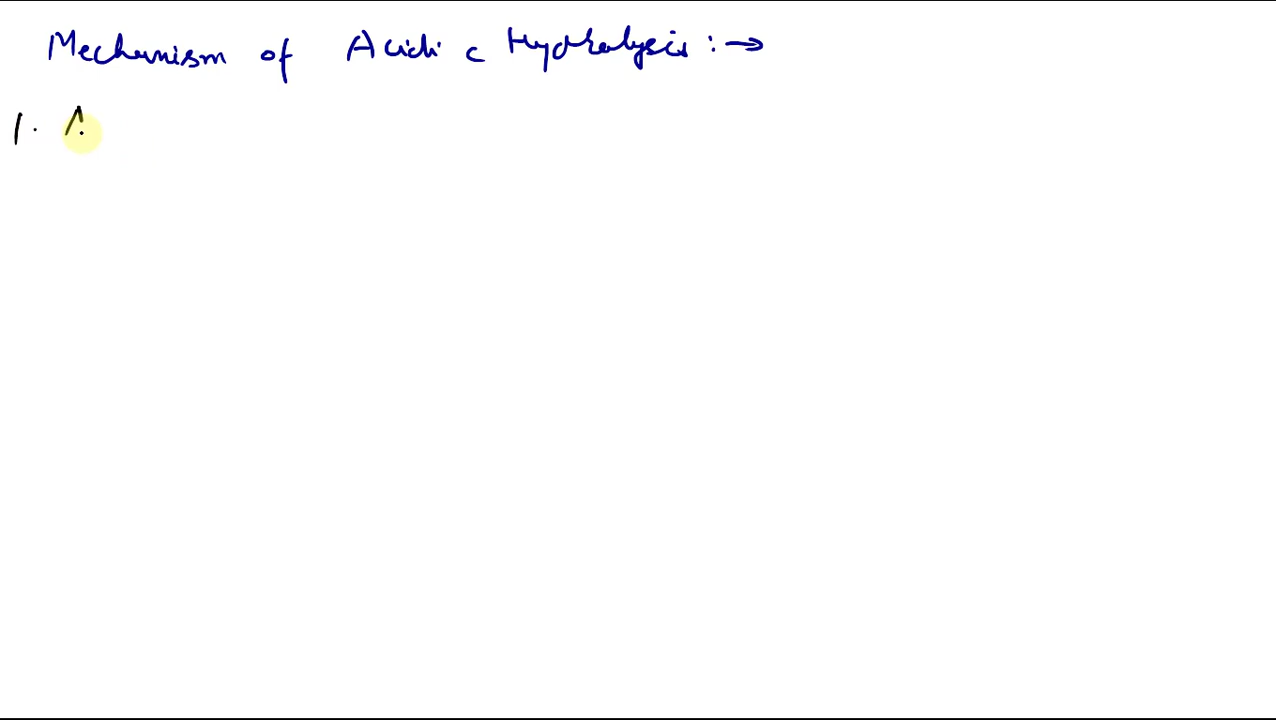 Mechanism of Acidic Hydrolysis :→
1. A